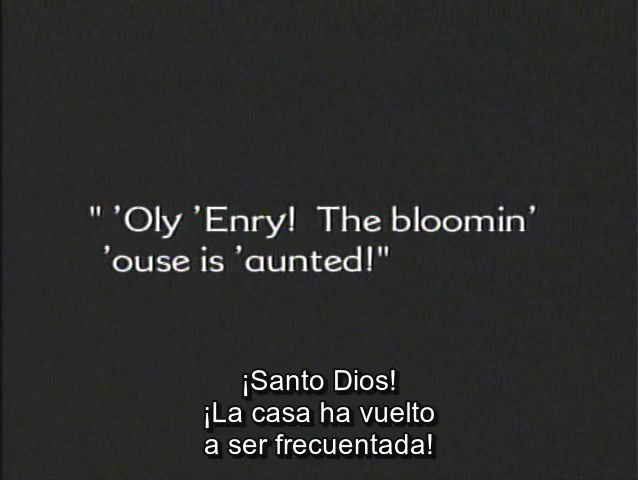 " 'Oly 'Enry!  The bloomin'
'ouse is 'aunted!"
¡Santo Dios!
¡La casa ha vuelto
a ser frecuentada!